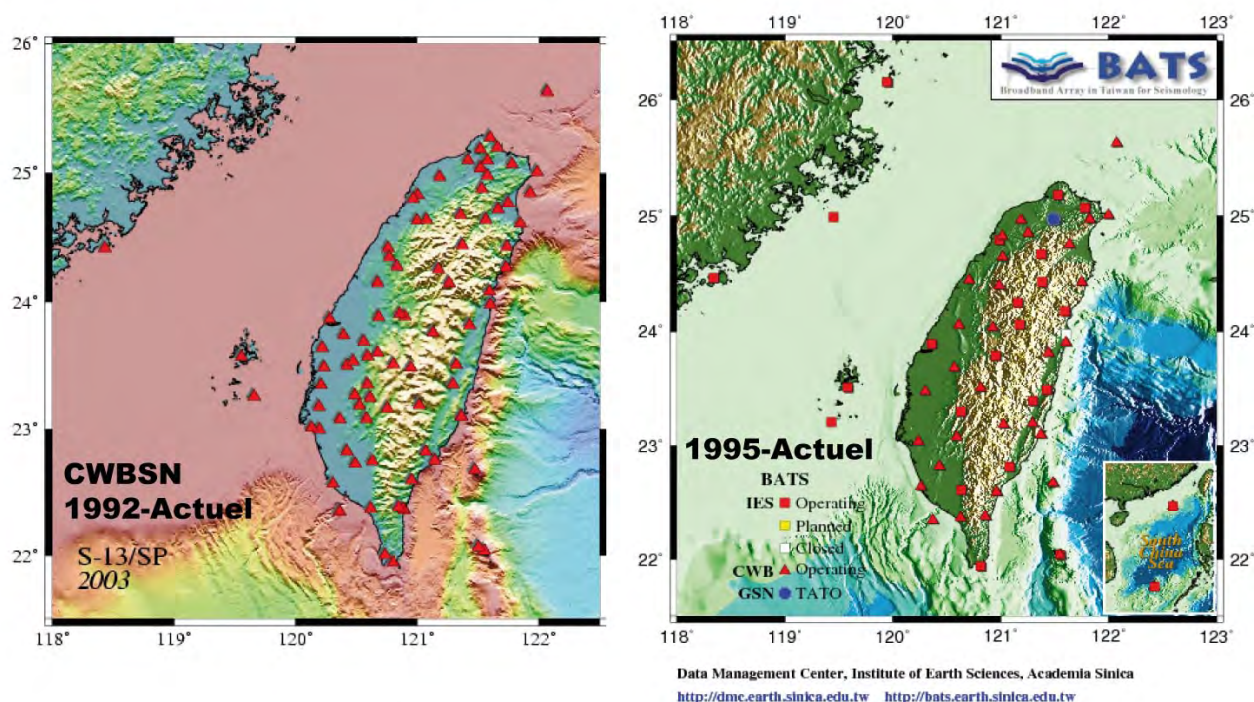 26°
25°
24°
23°
22°
118°
119°
120°
121°
122°
CWBSN
1992-Actuel
S-13/SP
2003
118°
119°
120°
121°
122°
123°
BATS
Broadband Array in Taiwan for Seismology
26°
25°
24°
23°
22°
1995-Actuel
BATS
IES Operating
Planned
Closed
CWB Operating
GSN TATO
South
China
Sea
118°
119°
120°
121°
122°
123°
Data Management Center, Institute of Earth Sciences, Academia Sinica
http://dmc.earth.sinica.edu.tw http://bats.earth.sinica.edu.tw